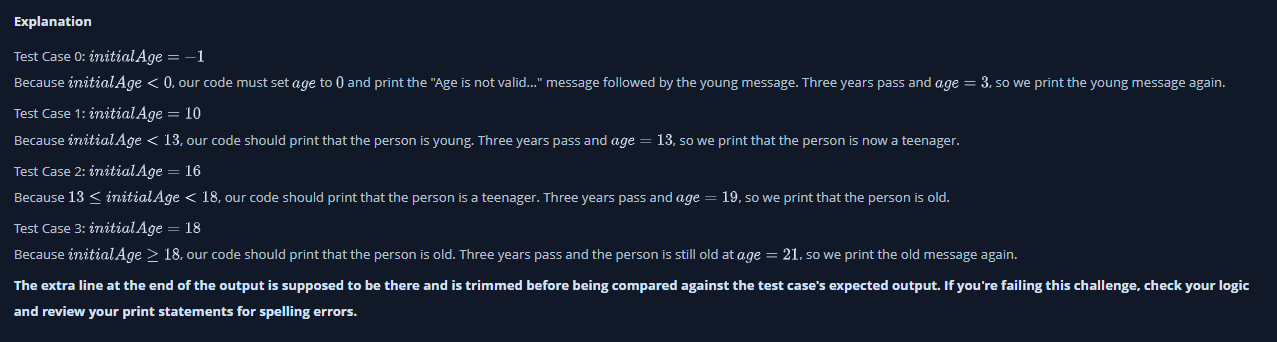 Explanation
Test Case 0: initialAge = −1
Because initialAge < 0, our code must set age to 0 and print the "Age is not valid..." message followed by the young message. Three years pass and age = 3, so we print the young message again.
Test Case 1: initialAge = 10
Because initialAge < 13, our code should print that the person is young. Three years pass and age = 13, so we print that the person is now a teenager.
Test Case 2: initialAge = 16
Because 13 ≤ initialAge < 18, our code should print that the person is a teenager. Three years pass and age = 19, so we print that the person is old.
Test Case 3: initialAge = 18
Because initialAge ≥ 18, our code should print that the person is old. Three years pass and the person is still old at age = 21, so we print the old message again.
The extra line at the end of the output is supposed to be there and is trimmed before being compared against the test case's expected output. If you're failing this challenge, check your logic
and review your print statements for spelling errors.